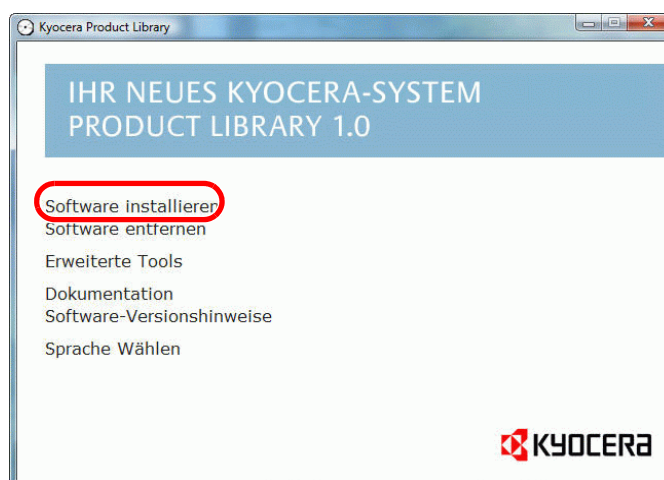 Kyocera Product Library
IHR NEUES KYOCERA-SYSTEM
PRODUCT LIBRARY 1.0
Software installieren
Software entfernen
Erweiterte Tools
Dokumentation
Software-Versionshinweise
Sprache Wählen
KYOCERA